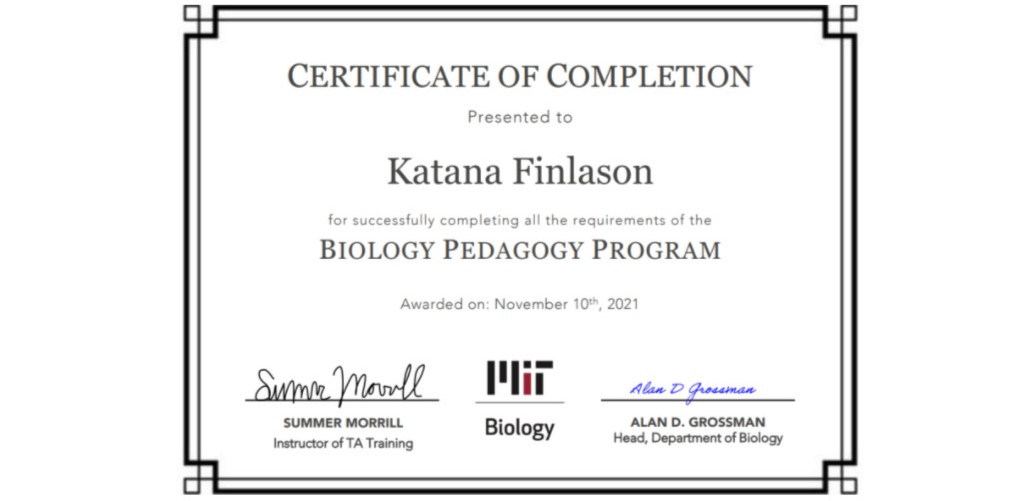 CERTIFICATE OF COMPLETION
Presented to
Katana Finlason
for successfully completing all the requirements of the
BIOLOGY PEDAGOGY PROGRAM
Awarded on: November 10th, 2021
Summer Morrill
Alan D Grossman
MIT
Biology
SUMMER MORRILL
Instructor of TA Training
ALAN D. GROSSMAN
Head, Department of Biology